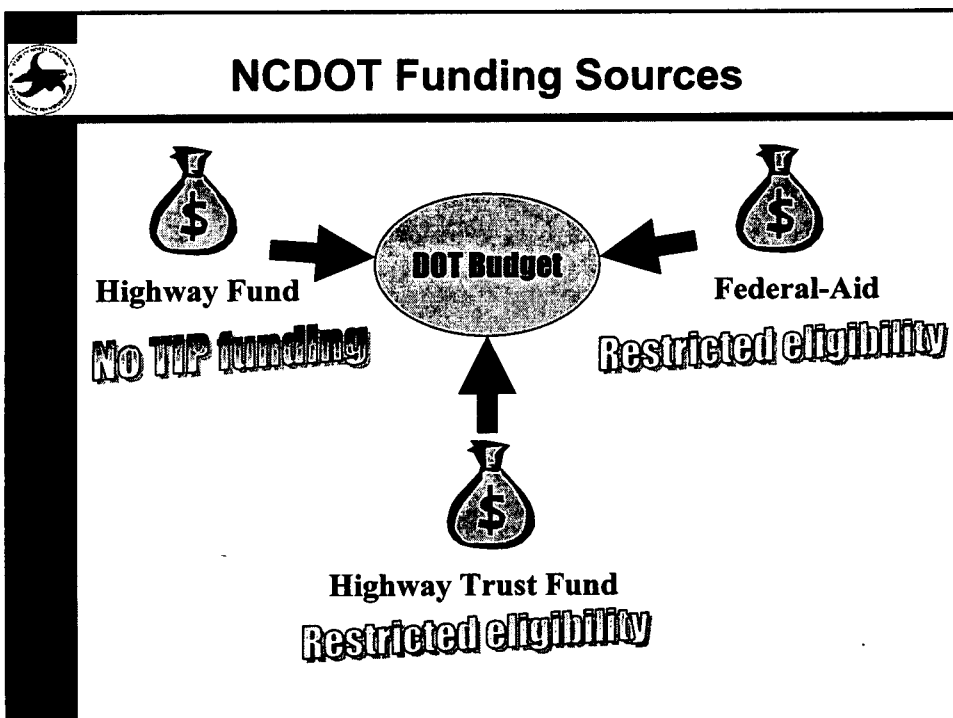 NCDOT Funding Sources
$
$
DOT Budget
Highway Fund
Federal-Aid
No TIP funding
Restricted eligibility
$
Highway Trust Fund
Restricted eligibility